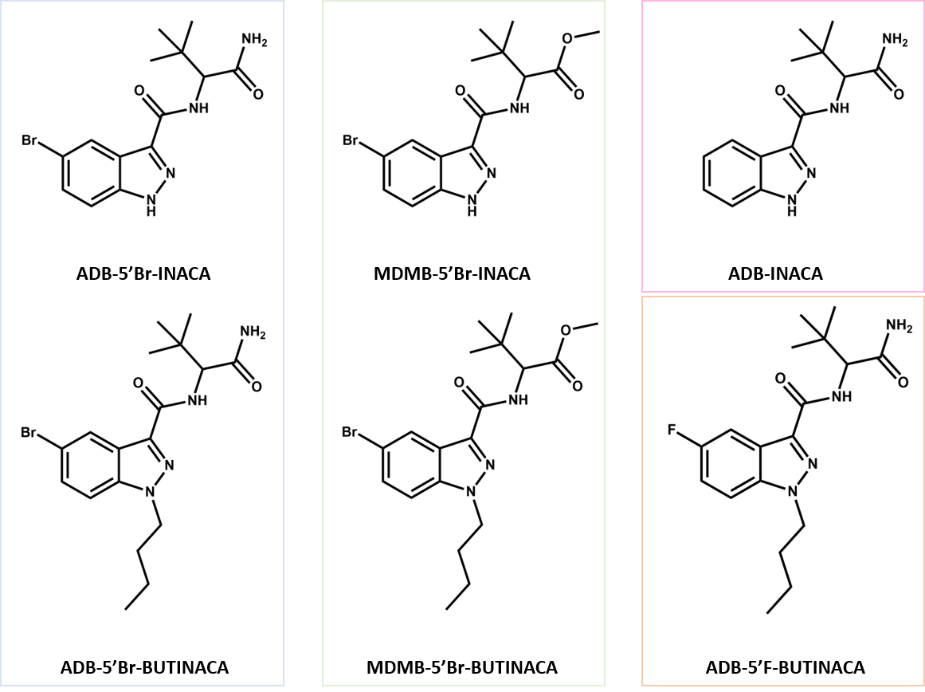 NH₂
O
O
NH
Br
N
N
H
ADB-5’Br-INACA
O
O
O
NH
Br
N
N
H
MDMB-5’Br-INACA
NH₂
O
O
NH
N
N
H
ADB-INACA
NH₂
O
O
NH
Br
N
N
ADB-5’Br-BUTINACA
O
O
O
NH
Br
N
N
MDMB-5’Br-BUTINACA
NH₂
O
O
NH
F
N
N
ADB-5’F-BUTINACA